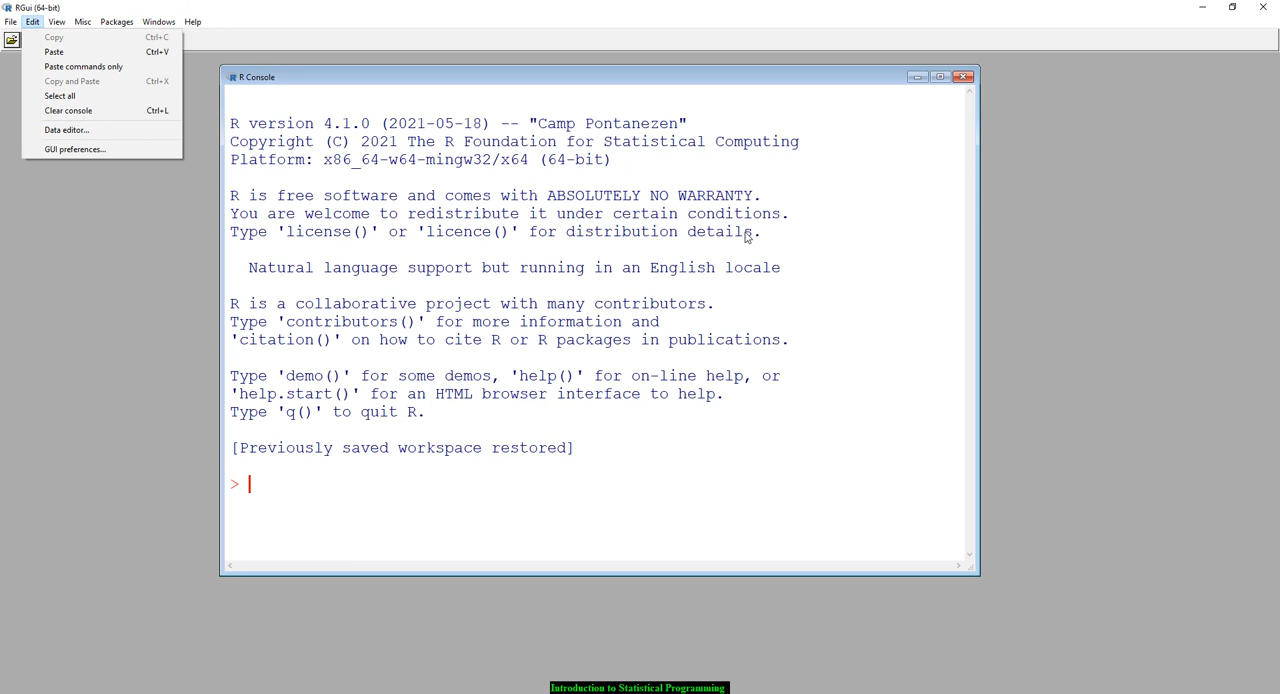 RGui (64-bit)
File Edit View Misc Packages Windows Help
Copy Ctrl+C
Paste Ctrl+V
Paste commands only
Copy and Paste Ctrl+X
Select all
Clear console Ctrl+L
Data editor...
GUI preferences...
R Console
R version 4.1.0 (2021-05-18) -- "Camp Pontanezen"
Copyright (C) 2021 The R Foundation for Statistical Computing
Platform: x86_64-w64-mingw32/x64 (64-bit)
R is free software and comes with ABSOLUTELY NO WARRANTY.
You are welcome to redistribute it under certain conditions.
Type 'license()' or 'licence()' for distribution details.
Natural language support but running in an English locale
R is a collaborative project with many contributors.
Type 'contributors()' for more information and
'citation()' on how to cite R or R packages in publications.
Type 'demo()' for some demos, 'help()' for on-line help, or
'help.start()' for an HTML browser interface to help.
Type 'q()' to quit R.
[Previously saved workspace restored]
>
Introduction to Statistical Programming